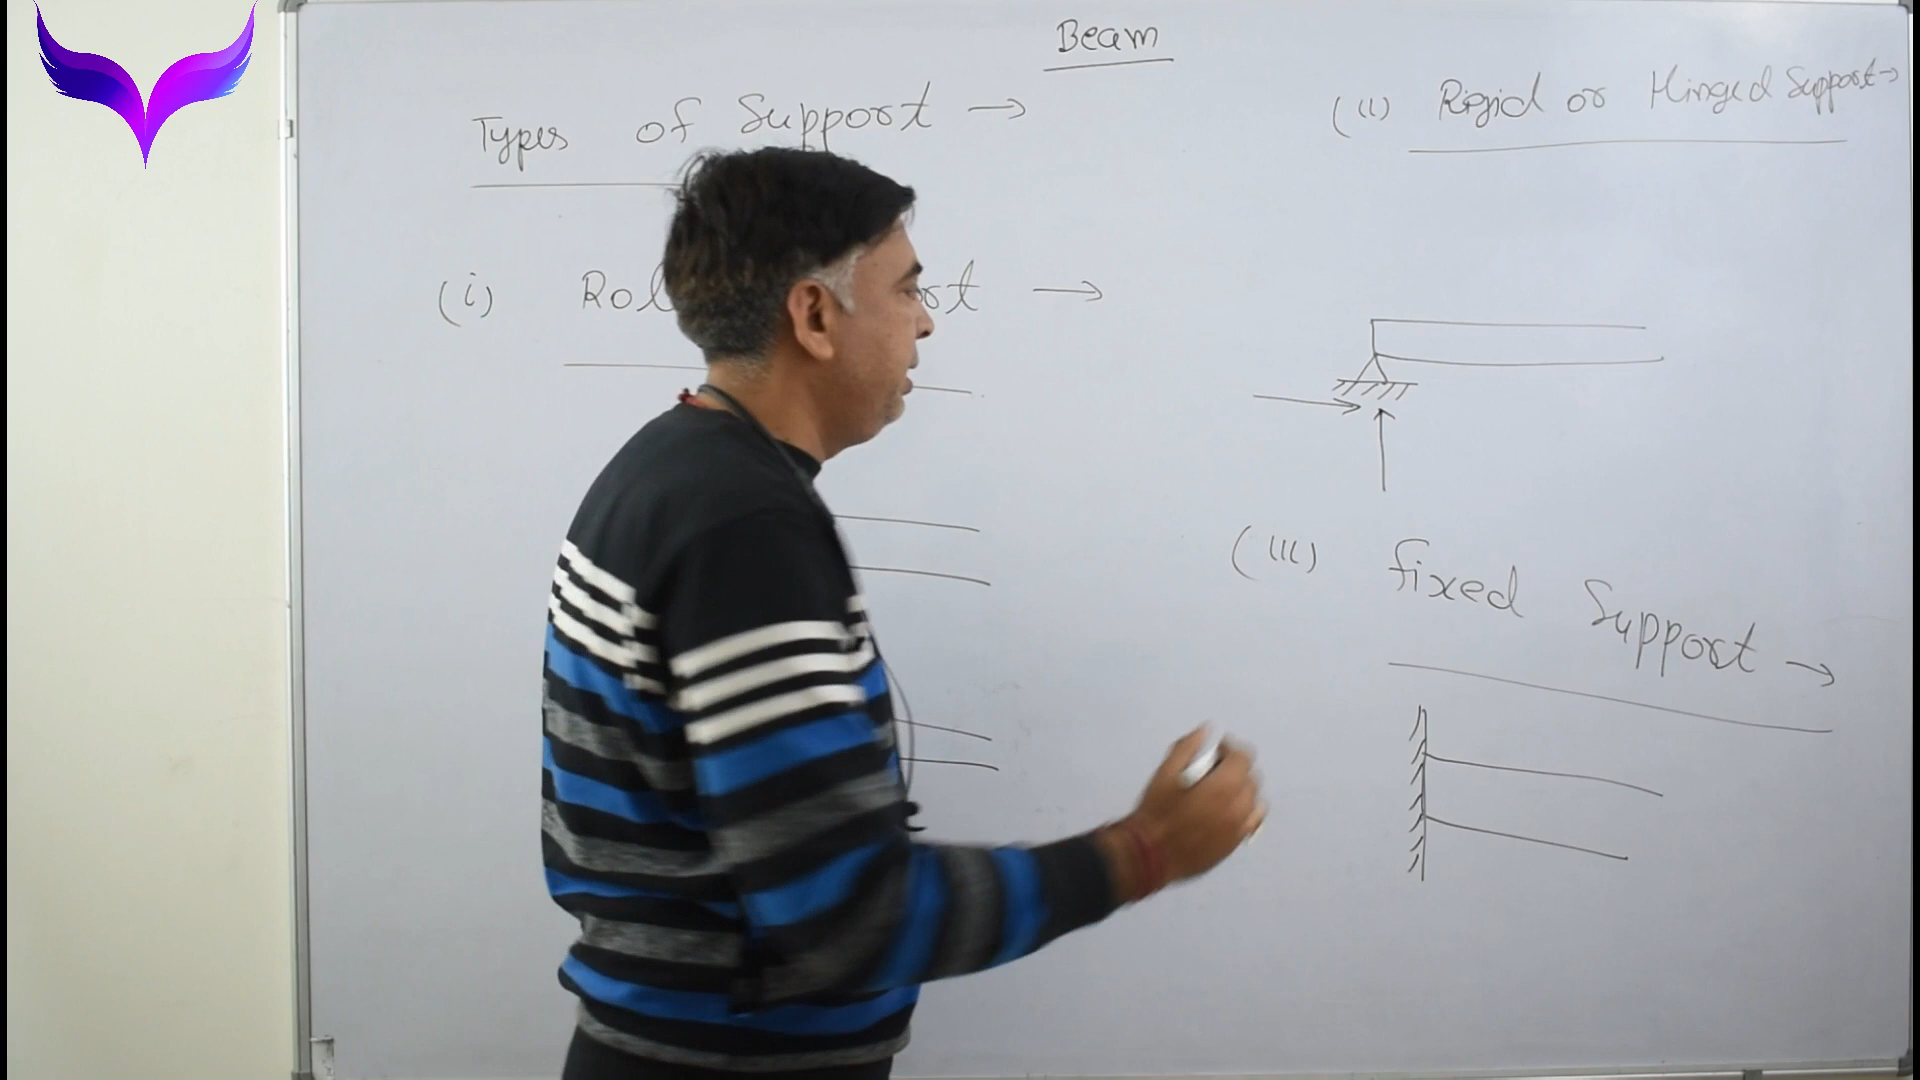 Beam
Types of Support →
(i) →
(ii) Rigid or Hinged Support →
(iii) fixed Support →